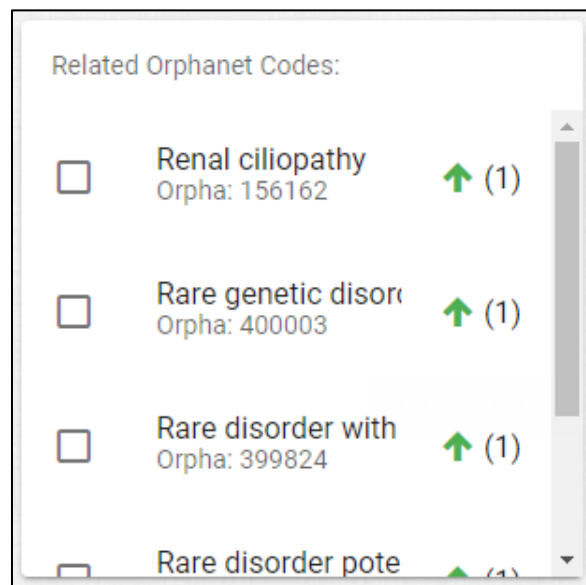 Related Orphanet Codes:
Renal ciliopathy
Orpha: 156162
(1)
Rare genetic disor
Orpha: 400003
(1)
Rare disorder with
Orpha: 399824
(1)
Rare disorder pote
(1)